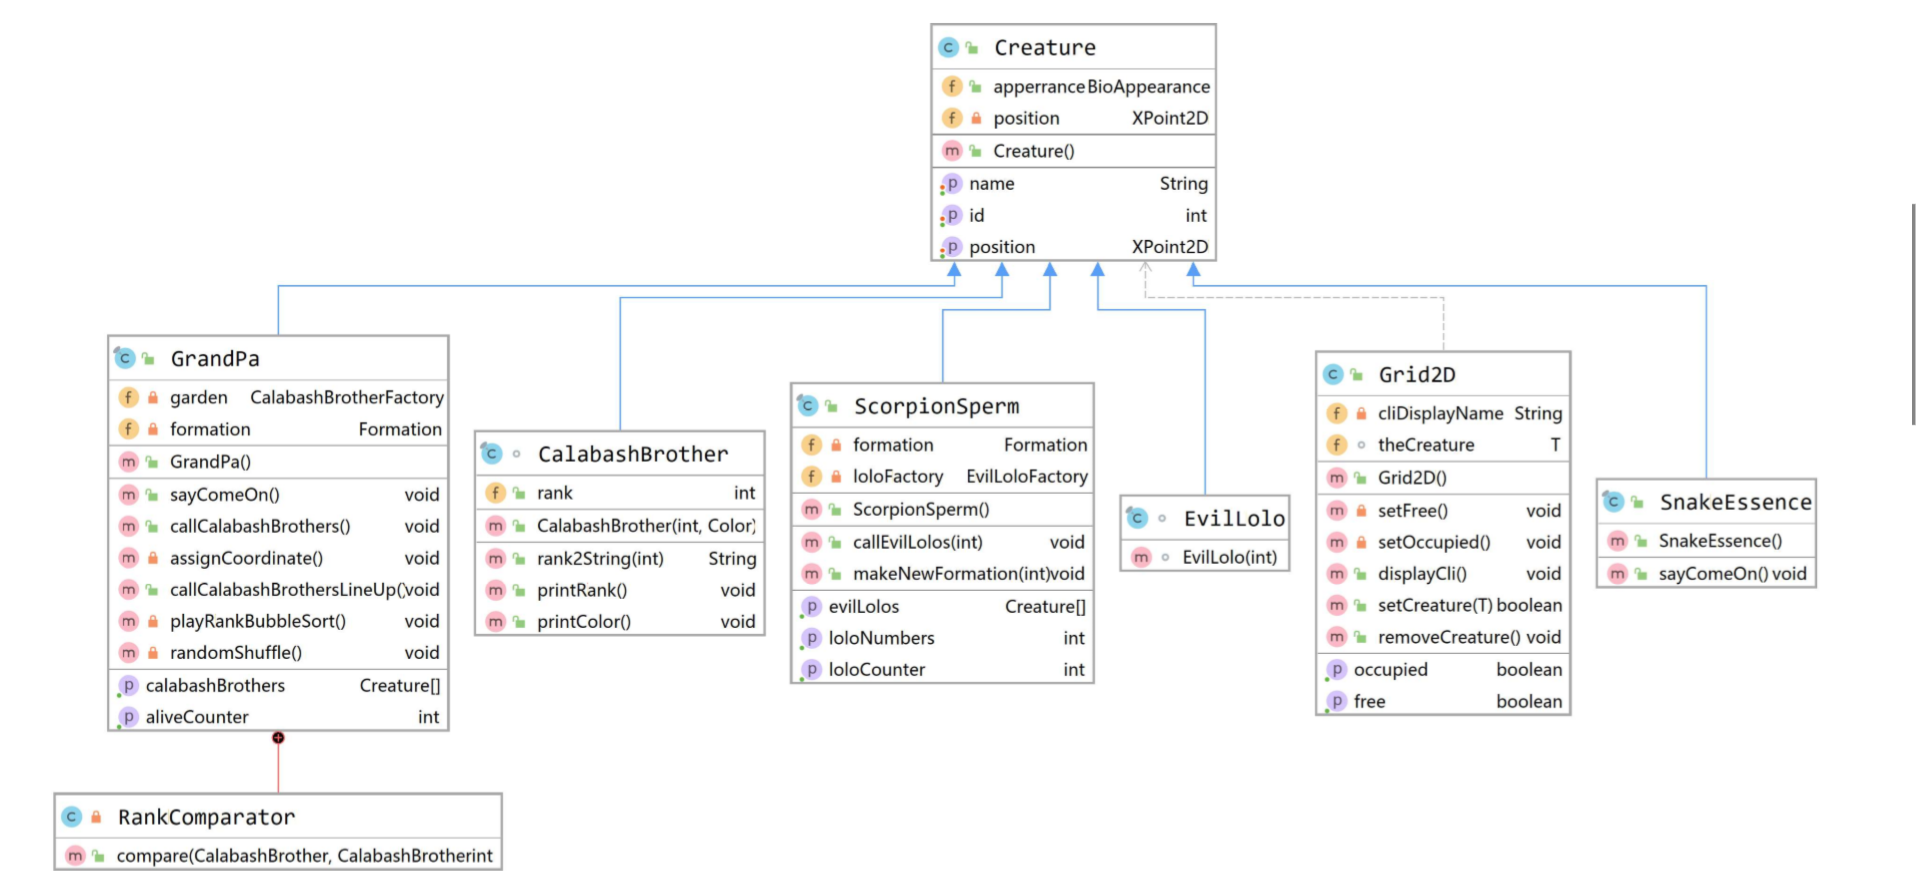 Creature
apperrance BioAppearance
position XPoint2D
Creature()
name String
id int
position XPoint2D
GrandPa
garden CalabashBrotherFactory
formation Formation
GrandPa()
sayComeOn() void
callCalabashBrothers() void
assignCoordinate() void
callCalabashBrothersLineUp( void
playRankBubbleSort() void
randomShuffle() void
calabashBrothers Creature[]
aliveCounter int
RankComparator
compare(CalabashBrother, CalabashBrotherint
CalabashBrother
rank int
CalabashBrother(int, Color)
rank2String(int) String
printRank() void
printColor() void
ScorpionSperm
formation Formation
loloFactory EvilLoloFactory
ScorpionSperm()
callEvilLolos(int) void
makeNewFormation(int)void
evilLolos Creature[]
loloNumbers int
loloCounter int
EvilLolo
EvilLolo(int)
Grid2D
cliDisplayName String
theCreature T
Grid2D()
setFree() void
setOccupied() void
displayCli() void
setCreature(T) boolean
removeCreature() void
occupied boolean
free boolean
SnakeEssence
SnakeEssence()
sayComeOn() void